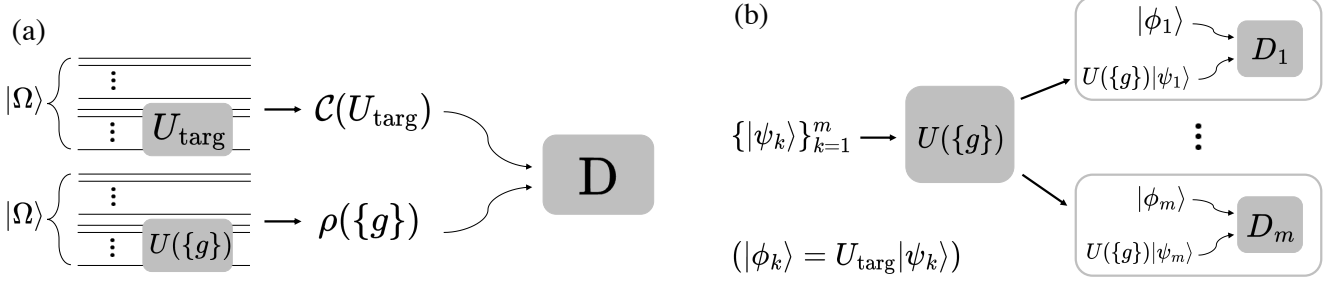 (a)
|Ω⟩
⋮
⋮ U_targ
→ 𝒞(U_targ)
|Ω⟩
⋮
⋮ U({g})
→ ρ({g})
D
(b)
{|ψ_k⟩}_{k=1}^m → U({g})
|ϕ_1⟩
U({g})|ψ_1⟩
D_1
⋮
|ϕ_m⟩
U({g})|ψ_m⟩
D_m
(|ϕ_k⟩ = U_targ|ψ_k⟩)